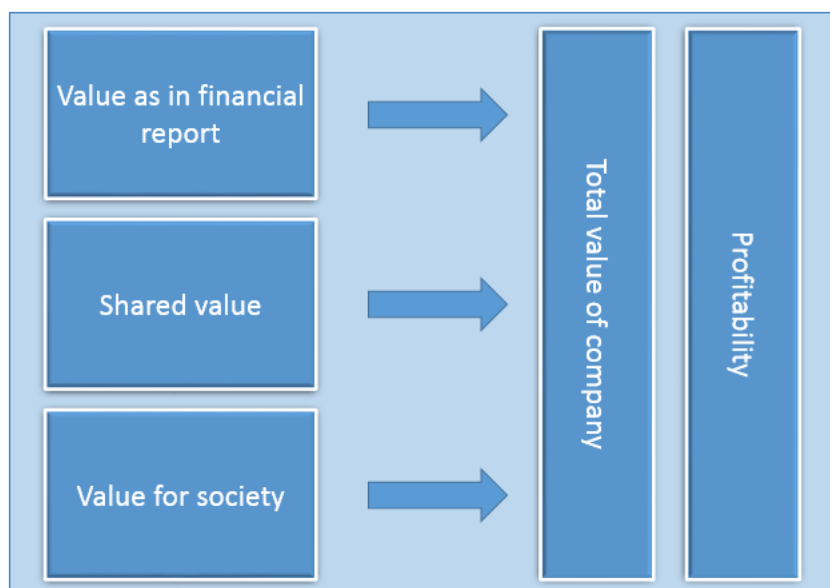 Value as in financial
report
Shared value
Value for society
Total value of company
Profitability